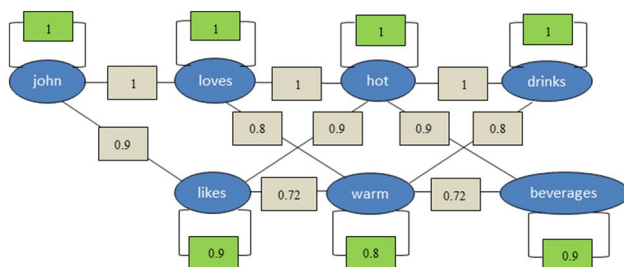 1 1 1 1
john 1 loves 1 hot 1 drinks
0.9 0.8 0.9 0.9 0.8
likes 0.72 warm 0.72 beverages
0.9 0.8 0.9